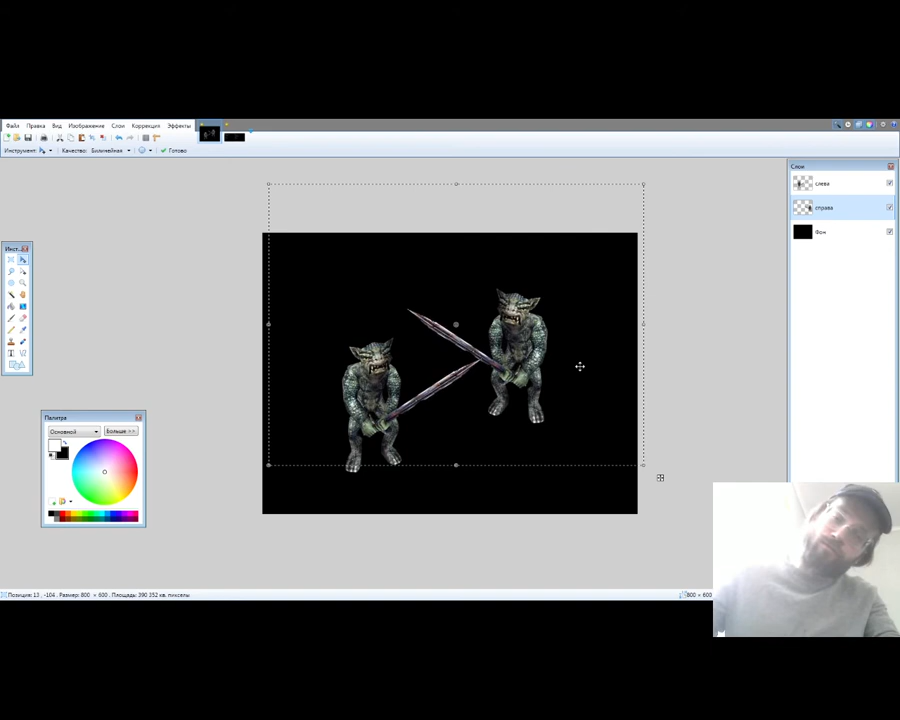 Файл Правка Вид Изображение Слои Коррекция Эффекты
Инструмент: Качество: Билинейная Готово
Слои
слева
справа
Фон
Инст...
Палитра
Основной Больше >>
Позиция: 13 , -104 . Размер: 800 × 600 . Площадь: 390 352 кв. пикселы
800 × 600